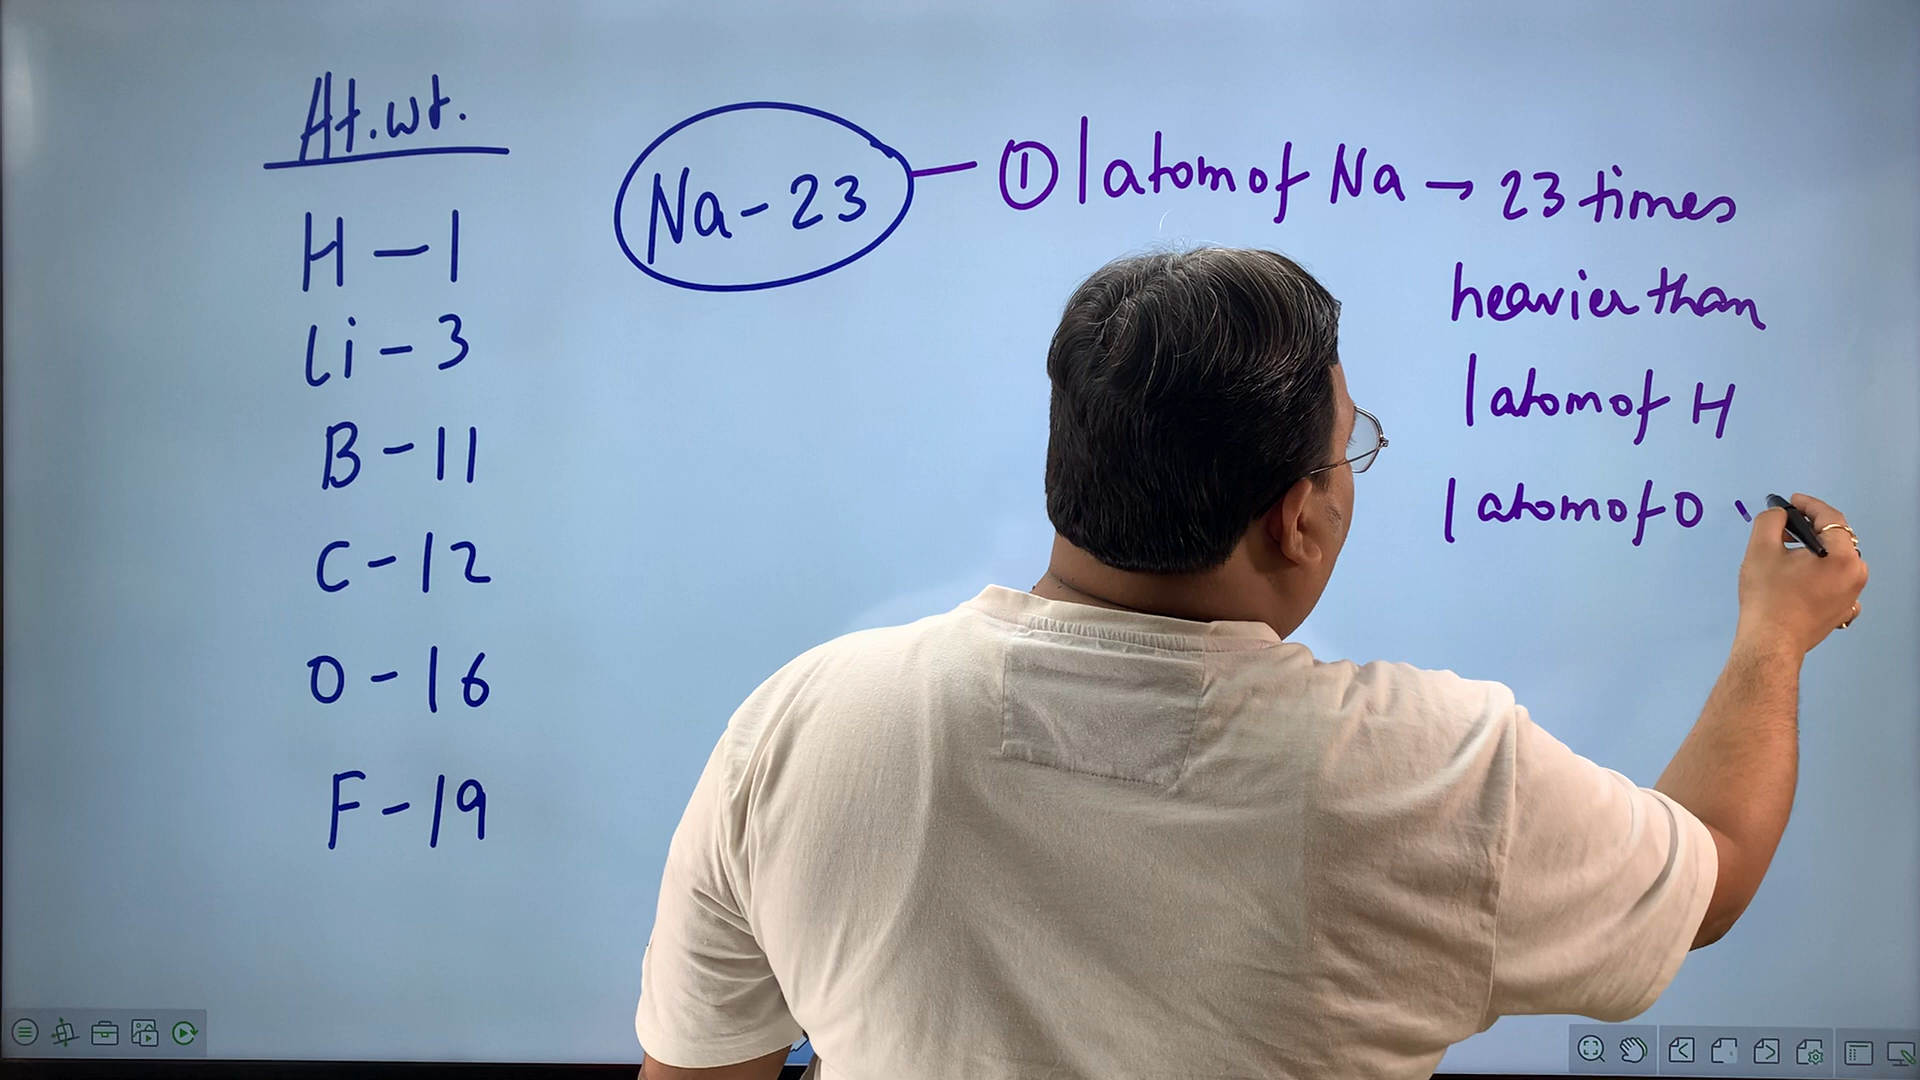 At. wt.
H - 1
Li - 3
B - 11
C - 12
O - 16
F - 19
Na - 23
① 1 atom of Na → 23 times
heavier than
1 atom of H
1 atom of O